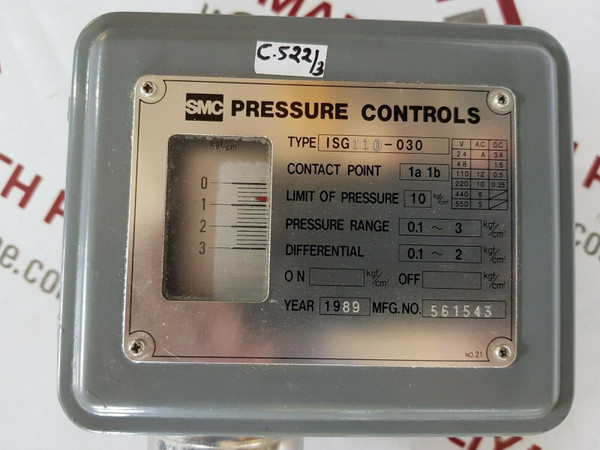 C-522/3
SMC PRESSURE CONTROLS
kgf/cm²
0
1
2
3
TYPE ISG110-030
CONTACT POINT 1a 1b
LIMIT OF PRESSURE 10 kgf/cm²
PRESSURE RANGE 0.1 ~ 3 kgf/cm²
DIFFERENTIAL 0.1 ~ 2 kgf/cm²
ON kgf/cm² OFF kgf/cm²
YEAR 1989 MFG.NO. 561543
V AC DC
24 A 3A
48
110 12 0.5
220 10 0.25
440 6
550 5
NO.21